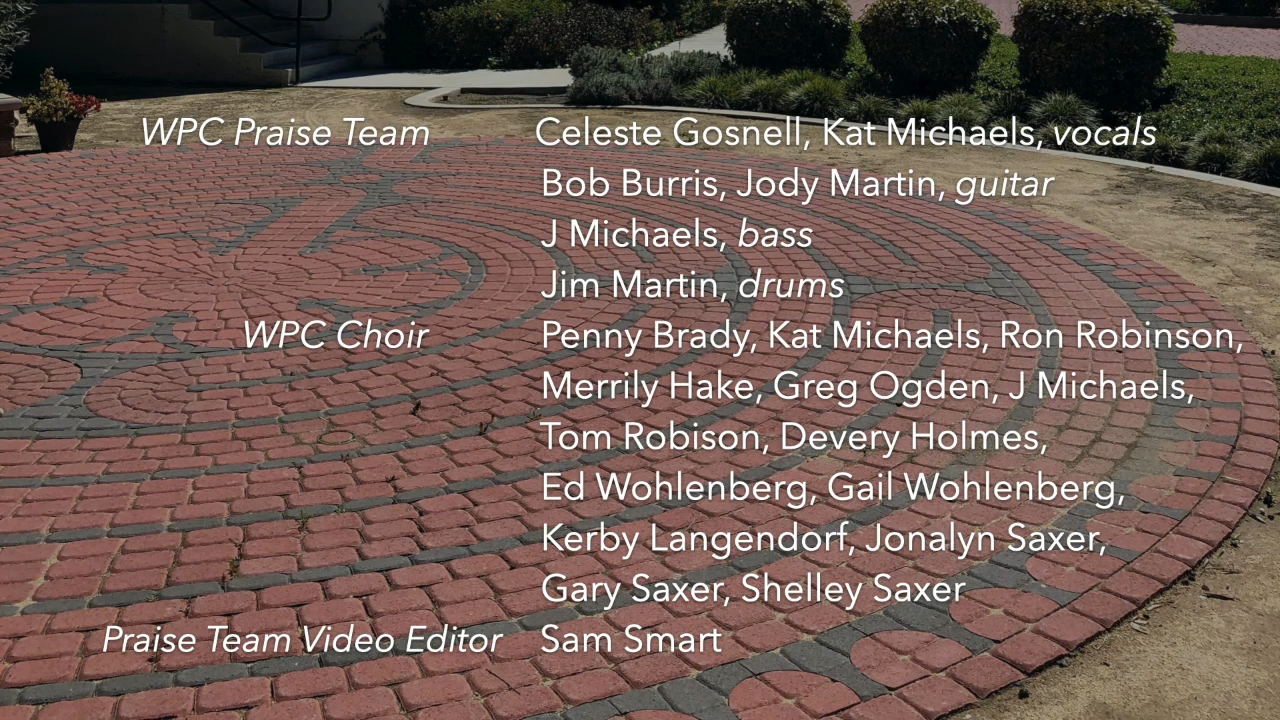 WPC Praise Team Celeste Gosnell, Kat Michaels, vocals
Bob Burris, Jody Martin, guitar
J Michaels, bass
Jim Martin, drums
WPC Choir Penny Brady, Kat Michaels, Ron Robinson,
Merrily Hake, Greg Ogden, J Michaels,
Tom Robison, Devery Holmes,
Ed Wohlenberg, Gail Wohlenberg,
Kerby Langendorf, Jonalyn Saxer,
Gary Saxer, Shelley Saxer
Praise Team Video Editor Sam Smart